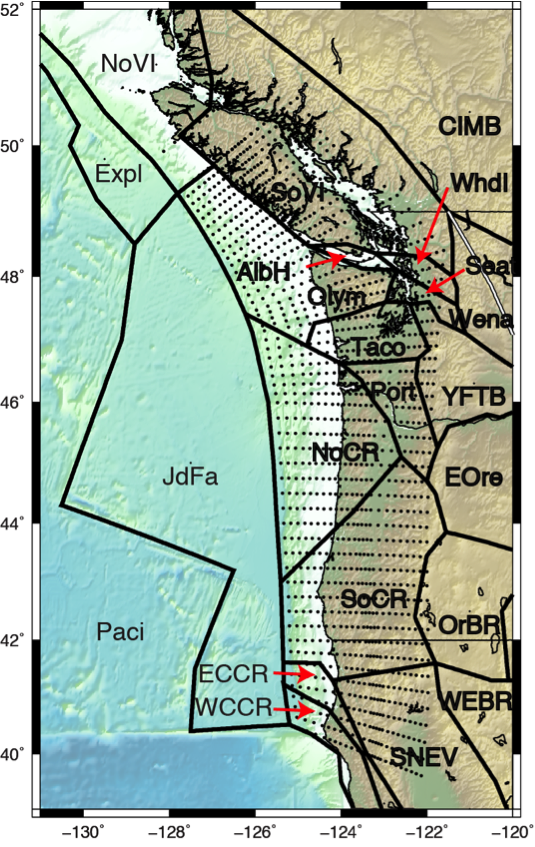 52˚
NoVI
CIMB
50˚
Expl
SoVI
Whdl
48˚
AlbH
Seat
Olym
Wena
Taco
Port
YFTB
46˚
NoCR
EOre
JdFa
44˚
SoCR
OrBR
Paci
42˚
ECCR
WEBR
WCCR
40˚
SNEV
−130˚ −128˚ −126˚ −124˚ −122˚ −120˚